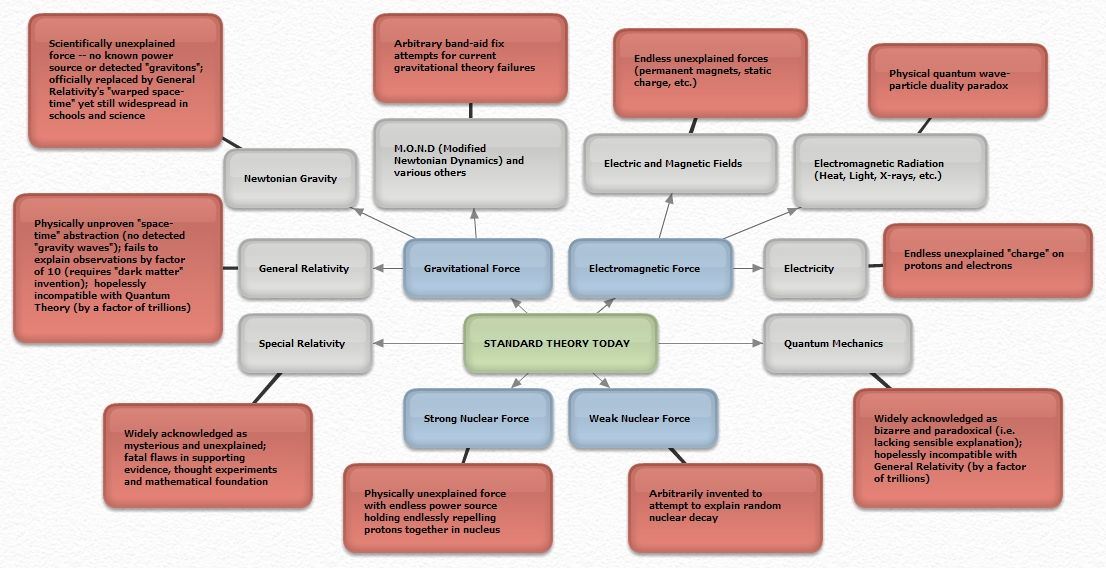 Scientifically unexplained
force -- no known power
source or detected "gravitons";
officially replaced by General
Relativity's "warped space-
time" yet still widespread in
schools and science
Arbitrary band-aid fix
attempts for current
gravitational theory failures
Endless unexplained forces
(permanent magnets, static
charge, etc.)
Physical quantum wave-
particle duality paradox
Newtonian Gravity
M.O.N.D (Modified
Newtonian Dynamics) and
various others
Electric and Magnetic Fields
Electromagnetic Radiation
(Heat, Light, X-rays, etc.)
Physically unproven "space-
time" abstraction (no detected
"gravity waves"); fails to
explain observations by factor
of 10 (requires "dark matter"
invention); hopelessly
incompatible with Quantum
Theory (by a factor of trillions)
General Relativity
Gravitational Force
Electromagnetic Force
Electricity
Endless unexplained "charge" on
protons and electrons
Special Relativity
STANDARD THEORY TODAY
Quantum Mechanics
Strong Nuclear Force
Weak Nuclear Force
Widely acknowledged as
mysterious and unexplained;
fatal flaws in supporting
evidence, thought experiments
and mathematical foundation
Physically unexplained force
with endless power source
holding endlessly repelling
protons together in nucleus
Arbitrarily invented to
attempt to explain random
nuclear decay
Widely acknowledged as
bizarre and paradoxical (i.e.
lacking sensible explanation);
hopelessly incompatible with
General Relativity (by a factor
of trillions)